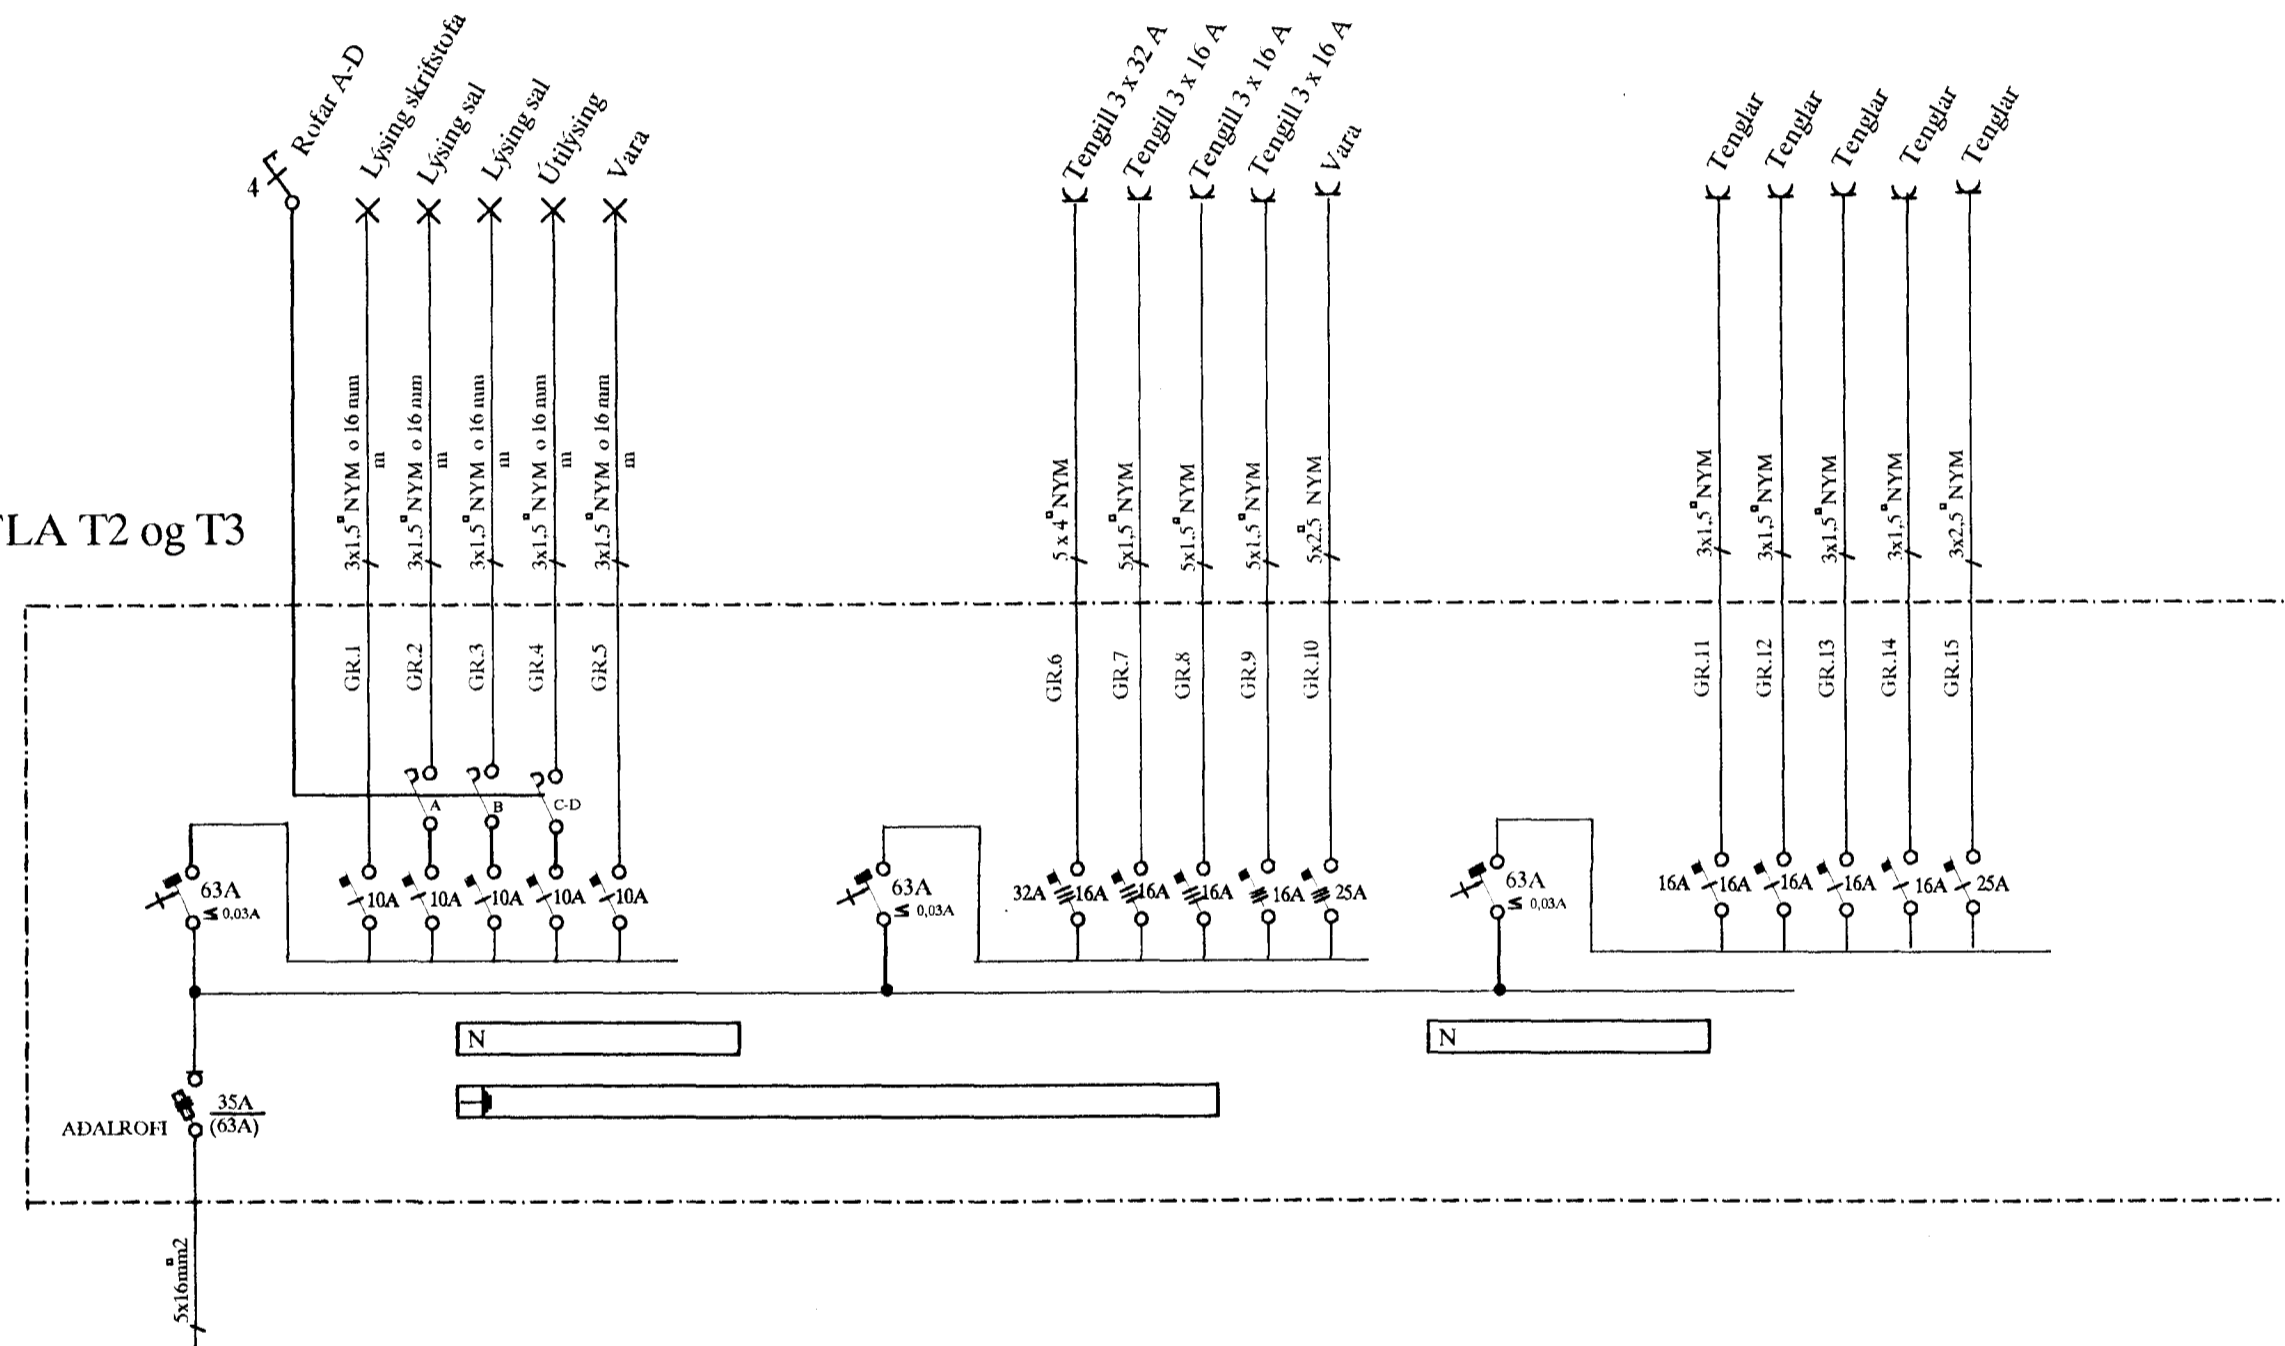 Rofar A-D
Lýsing skrifstofa
Lýsing sal
Lýsing sal
Útilýsing
Vara
Tengill 3 x 32 A
Tengill 3 x 16 A
Tengill 3 x 16 A
Tengill 3 x 16 A
Vara
Tenglar
Tenglar
Tenglar
Tenglar
Tenglar
4
3x1.5 NYM o 16 mm
m
3x1.5 NYM o 16 mm
m
3x1.5 NYM o 16 mm
m
3x1.5 NYM o 16 mm
m
3x1.5 NYM o 16 mm
m
5 x 4 NYM
5x1,5 NYM
5x1,5 NYM
5x1,5 NYM
5x2.5 NYM
3x1,5 NYM
3x1,5 NYM
3x1,5 NYM
3x1,5 NYM
3x2,5 NYM
T2 og T3
GR.1
GR.2
GR.3
GR.4
GR.5
GR.6
GR.7
GR.8
GR.9
GR.10
GR.11
GR.12
GR.13
GR.14
GR.15
A
B
C-D
63A
≤ 0,03A
10A
10A
10A
10A
10A
63A
≤ 0,03A
32A
16A
16A
16A
16A
25A
63A
≤ 0,03A
16A
16A
16A
16A
16A
25A
N
N
AÐALROFI
35A
(63A)
5x16mm2